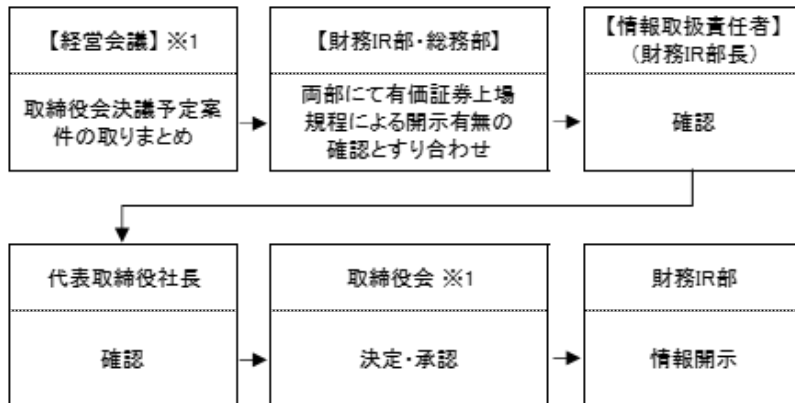 【経営会議】 ※1
取締役会決議予定案
件の取りまとめ
【財務IR部・総務部】
両部にて有価証券上場
規程による開示有無の
確認とすり合わせ
【情報取扱責任者】
(財務IR部長)
確認
代表取締役社長
確認
取締役会 ※1
決定・承認
財務IR部
情報開示